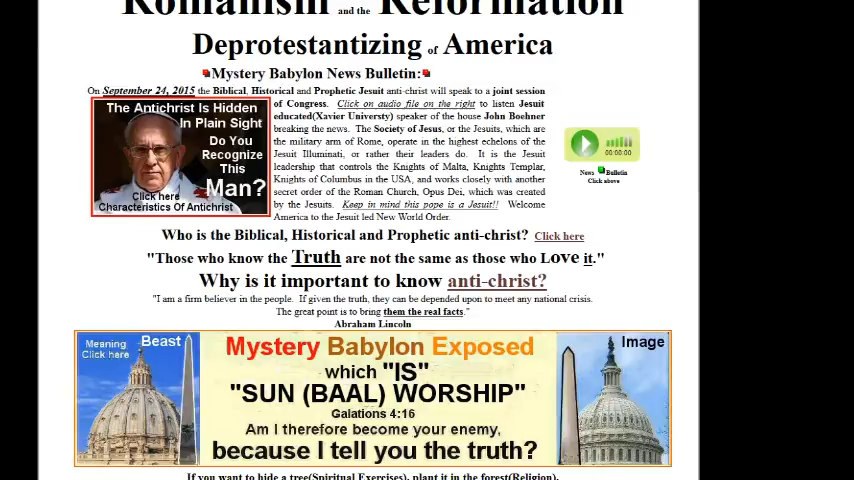 Romanism and the Reformation
Deprotestantizing of America
Mystery Babylon News Bulletin:
On September 24, 2015 the Biblical, Historical and Prophetic Jesuit anti-christ will speak to a joint session
of Congress. Click on audio file on the right to listen Jesuit
educated(Xavier Universty) speaker of the house John Boehner
breaking the news. The Society of Jesus, or the Jesuits, which are
the military arm of Rome, operate in the highest echelons of the
Jesuit Illuminati, or rather their leaders do. It is the Jesuit
leadership that controls the Knights of Malta, Knights Templar,
Knights of Columbus in the USA, and works closely with another
secret order of the Roman Church, Opus Dei, which was created
by the Jesuits. Keep in mind this pope is a Jesuit!! Welcome
America to the Jesuit led New World Order.
The Antichrist Is Hidden
In Plain Sight
Do You
Recognize
This
Man?
Click here
Characteristics Of Antichrist
00:00:00
News Bulletin
Click above
Who is the Biblical, Historical and Prophetic anti-christ? Click here
"Those who know the Truth are not the same as those who Love it."
Why is it important to know anti-christ?
"I am a firm believer in the people. If given the truth, they can be depended upon to meet any national crisis.
The great point is to bring them the real facts."
Abraham Lincoln
Meaning
Click here
Beast
Mystery Babylon Exposed
which "IS"
"SUN (BAAL) WORSHIP"
Galations 4:16
Am I therefore become your enemy,
because I tell you the truth?
Image
If you want to hide a tree(Spiritual Exercises), plant it in the forest(Religion).